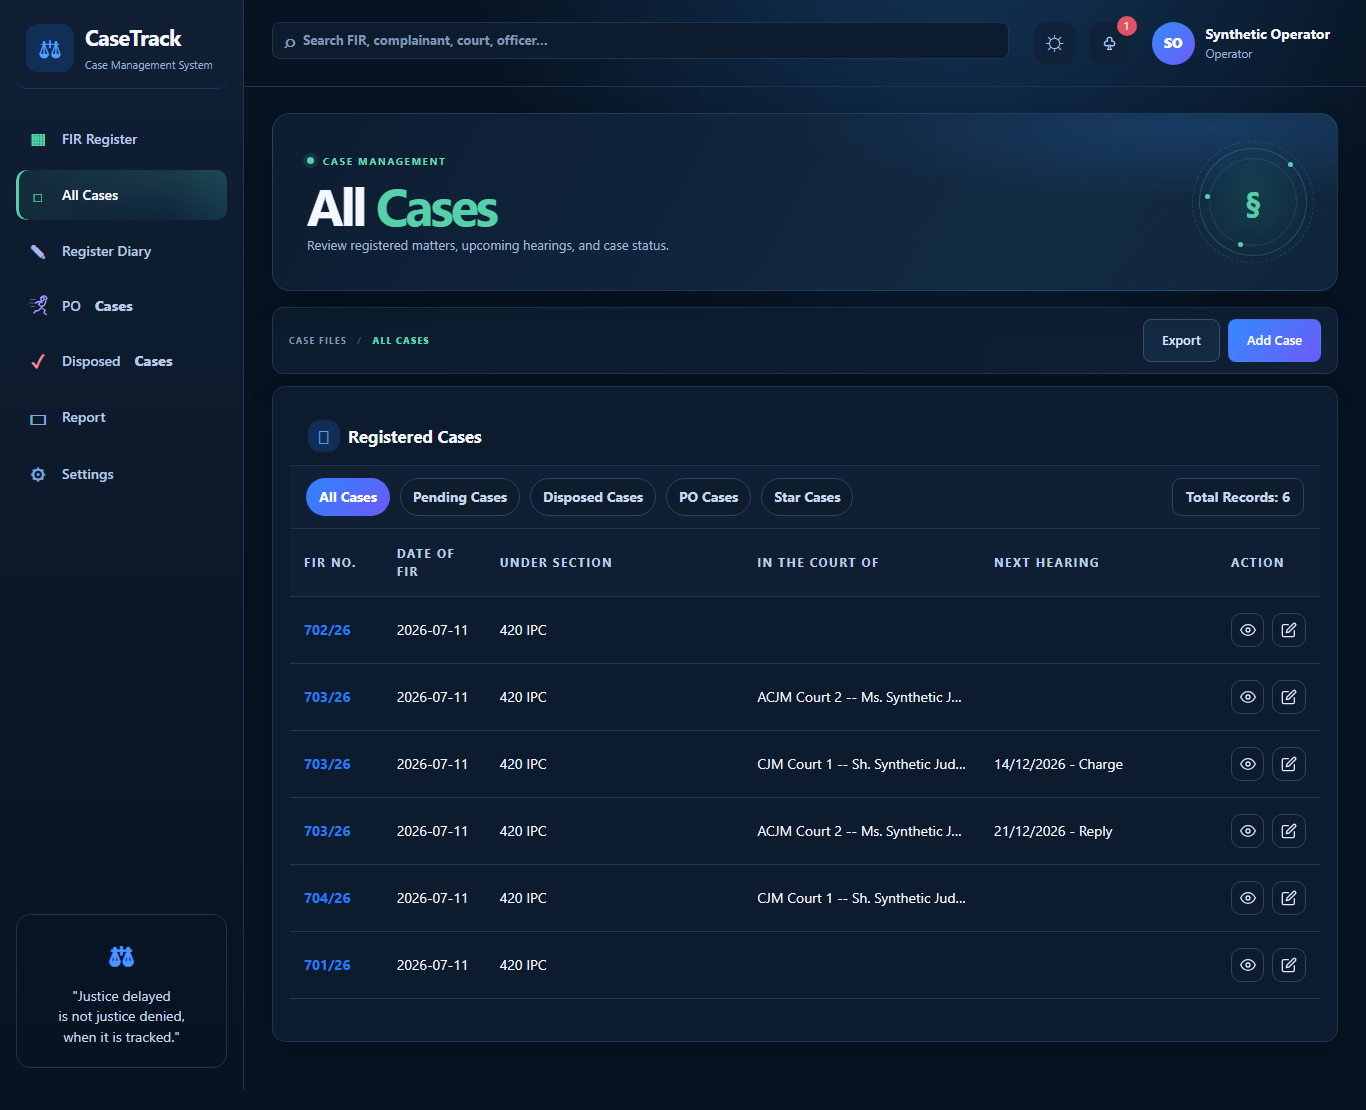 CaseTrack
Case Management System
FIR Register
All Cases
Register Diary
PO Cases
Disposed Cases
Report
Settings
"Justice delayed
is not justice denied,
when it is tracked."
Search FIR, complainant, court, officer...
1
SO
Synthetic Operator
Operator
CASE MANAGEMENT
All Cases
Review registered matters, upcoming hearings, and case status.
§
CASE FILES / ALL CASES
Export
Add Case
Registered Cases
All Cases Pending Cases Disposed Cases PO Cases Star Cases Total Records: 6
FIR NO. DATE OF FIR UNDER SECTION IN THE COURT OF NEXT HEARING ACTION
702/26 2026-07-11 420 IPC
703/26 2026-07-11 420 IPC ACJM Court 2 -- Ms. Synthetic J...
703/26 2026-07-11 420 IPC CJM Court 1 -- Sh. Synthetic Jud... 14/12/2026 - Charge
703/26 2026-07-11 420 IPC ACJM Court 2 -- Ms. Synthetic J... 21/12/2026 - Reply
704/26 2026-07-11 420 IPC CJM Court 1 -- Sh. Synthetic Jud...
701/26 2026-07-11 420 IPC